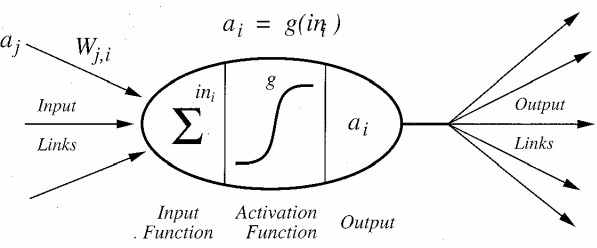 a_i = g(in_i)
a_j
W_{j,i}
Input
Links
in_i
Σ
g
a_i
Output
Links
Input
Function
Activation
Function
Output